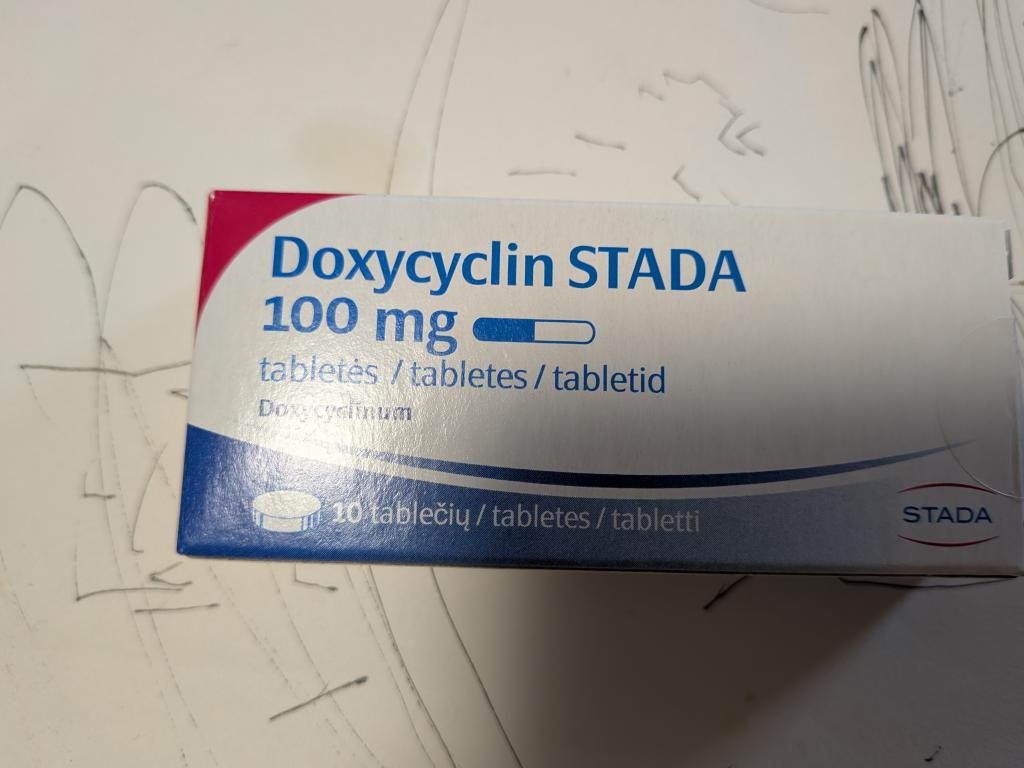 Doxycyclin STADA
100 mg
tabletės / tabletes / tabletid
Doxycyclinum
10 tablečių / tabletes / tabletti
STADA